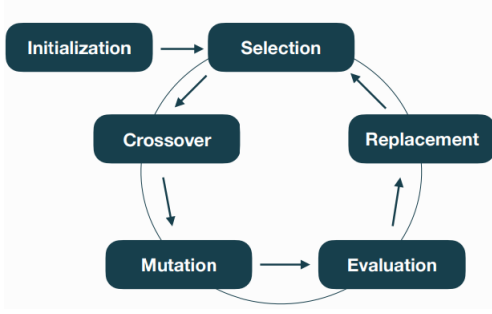 Initialization
Selection
Crossover
Replacement
Mutation
Evaluation